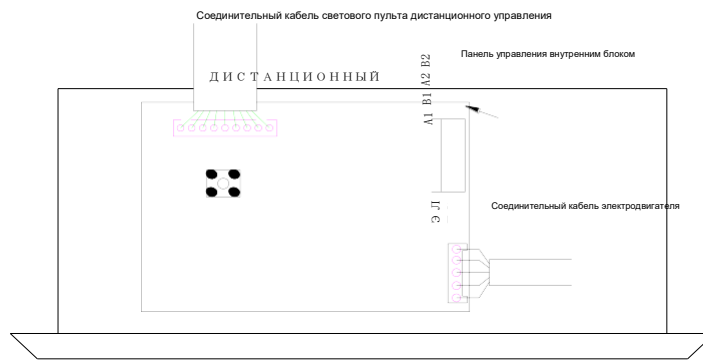 Соединительный кабель светового пульта дистанционного управления
Панель управления внутренним блоком
ДИСТАНЦИОННЫЙ
A1 B1 A2 B2
Соединительный кабель электродвигателя
Э Л